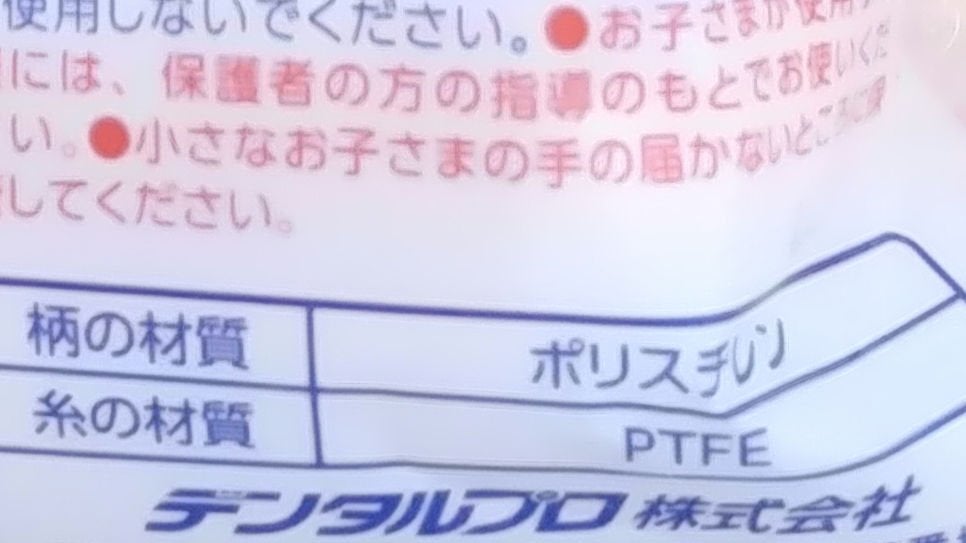 使用しないでください。●お子さまが使用
には、保護者の方の指導のもとでお使いくだ
い。●小さなお子さまの手の届かないところに保
してください。
柄の材質 ポリスチレン
糸の材質 PTFE
デンタルプロ株式会社